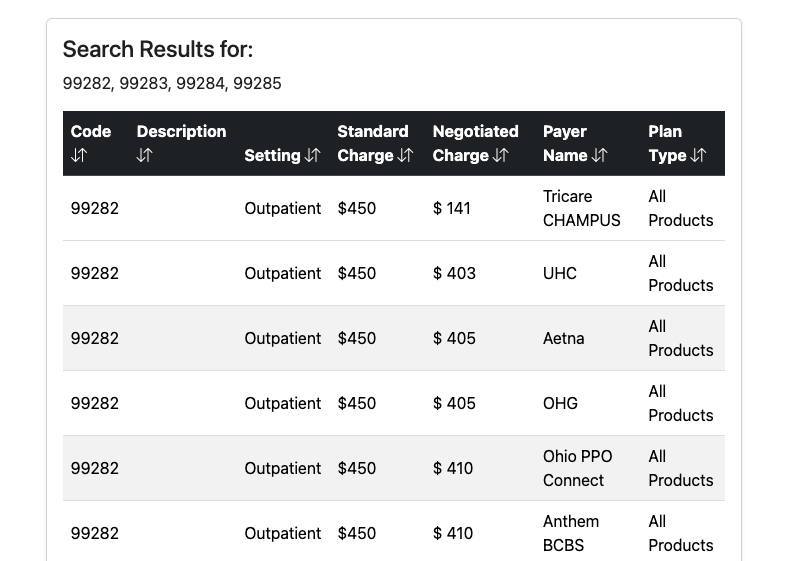 Search Results for:
99282, 99283, 99284, 99285
Code Description Setting Standard Charge Negotiated Charge Payer Name Plan Type
99282 Outpatient $450 $ 141 Tricare CHAMPUS All Products
99282 Outpatient $450 $ 403 UHC All Products
99282 Outpatient $450 $ 405 Aetna All Products
99282 Outpatient $450 $ 405 OHG All Products
99282 Outpatient $450 $ 410 Ohio PPO Connect All Products
99282 Outpatient $450 $ 410 Anthem BCBS All Products